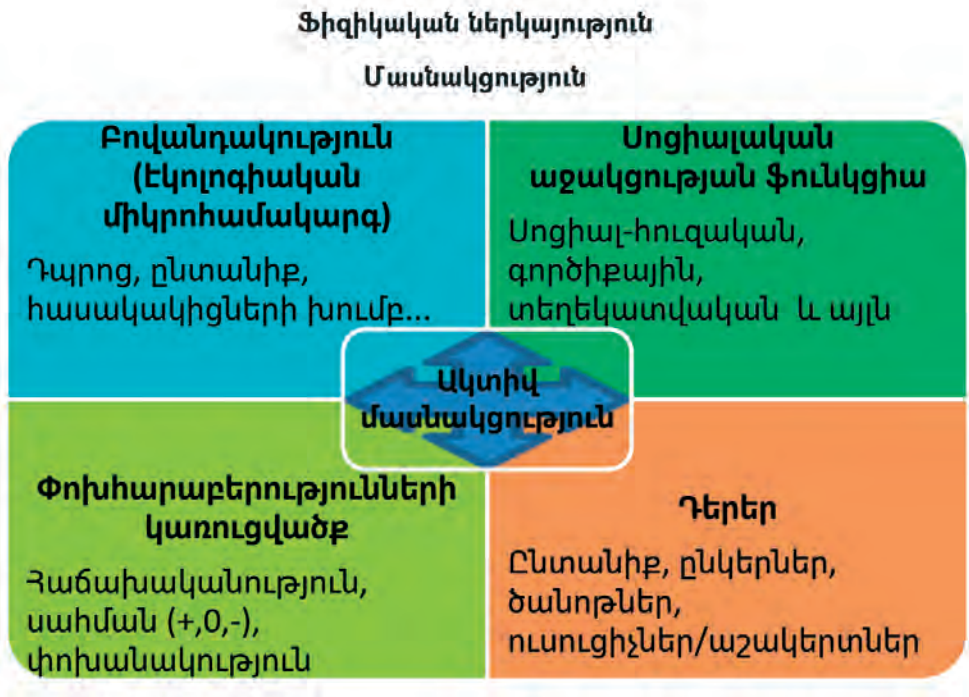 Ֆիզիկական ներկայություն
Մասնակցություն
Բովանդակություն
(Էկոլոգիական
միկրոհամակարգ)
Դպրոց, ընտանիք,
հասակակիցների խումբ...
Սոցիալական
աջակցության ֆունկցիա
Սոցիալ-հուզական,
գործիքային,
տեղեկատվական և այլն
Ակտիվ
մասնակցություն
Փոխհարաբերությունների
կառուցվածք
Հաճախականություն,
սահման (+,0,-),
փոխանակություն
Դերեր
Ընտանիք, ընկերներ,
ծանոթներ,
ուսուցիչներ/աշակերտներ